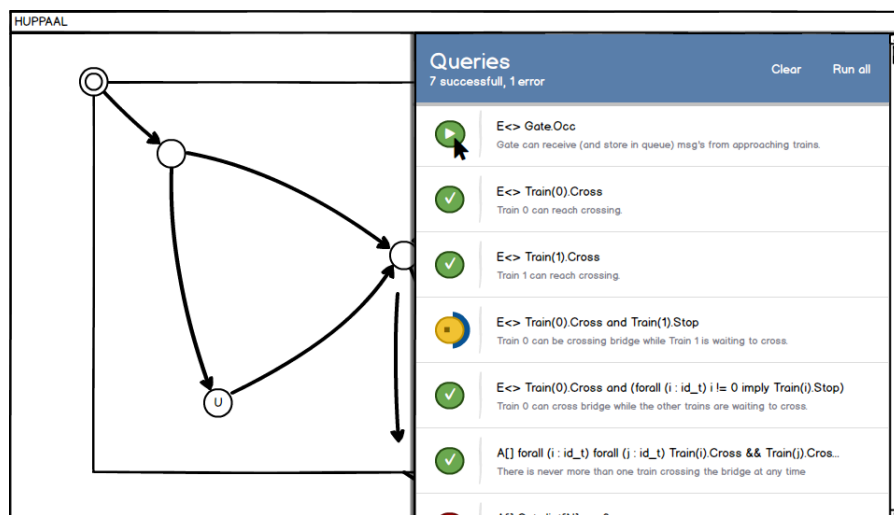 HUPPAAL
Queries
7 successfull, 1 error
Clear
Run all
E<> Gate.Occ
Gate can receive (and store in queue) msg's from approaching trains.
E<> Train(0).Cross
Train 0 can reach crossing.
E<> Train(1).Cross
Train 1 can reach crossing.
E<> Train(0).Cross and Train(1).Stop
Train 0 can be crossing bridge while Train 1 is waiting to cross.
E<> Train(0).Cross and (forall (i : id_t) i != 0 imply Train(i).Stop)
Train 0 can cross bridge while the other trains are waiting to cross.
U
A[] forall (i : id_t) forall (j : id_t) Train(i).Cross && Train(j).Cros...
There is never more than one train crossing the bridge at any time